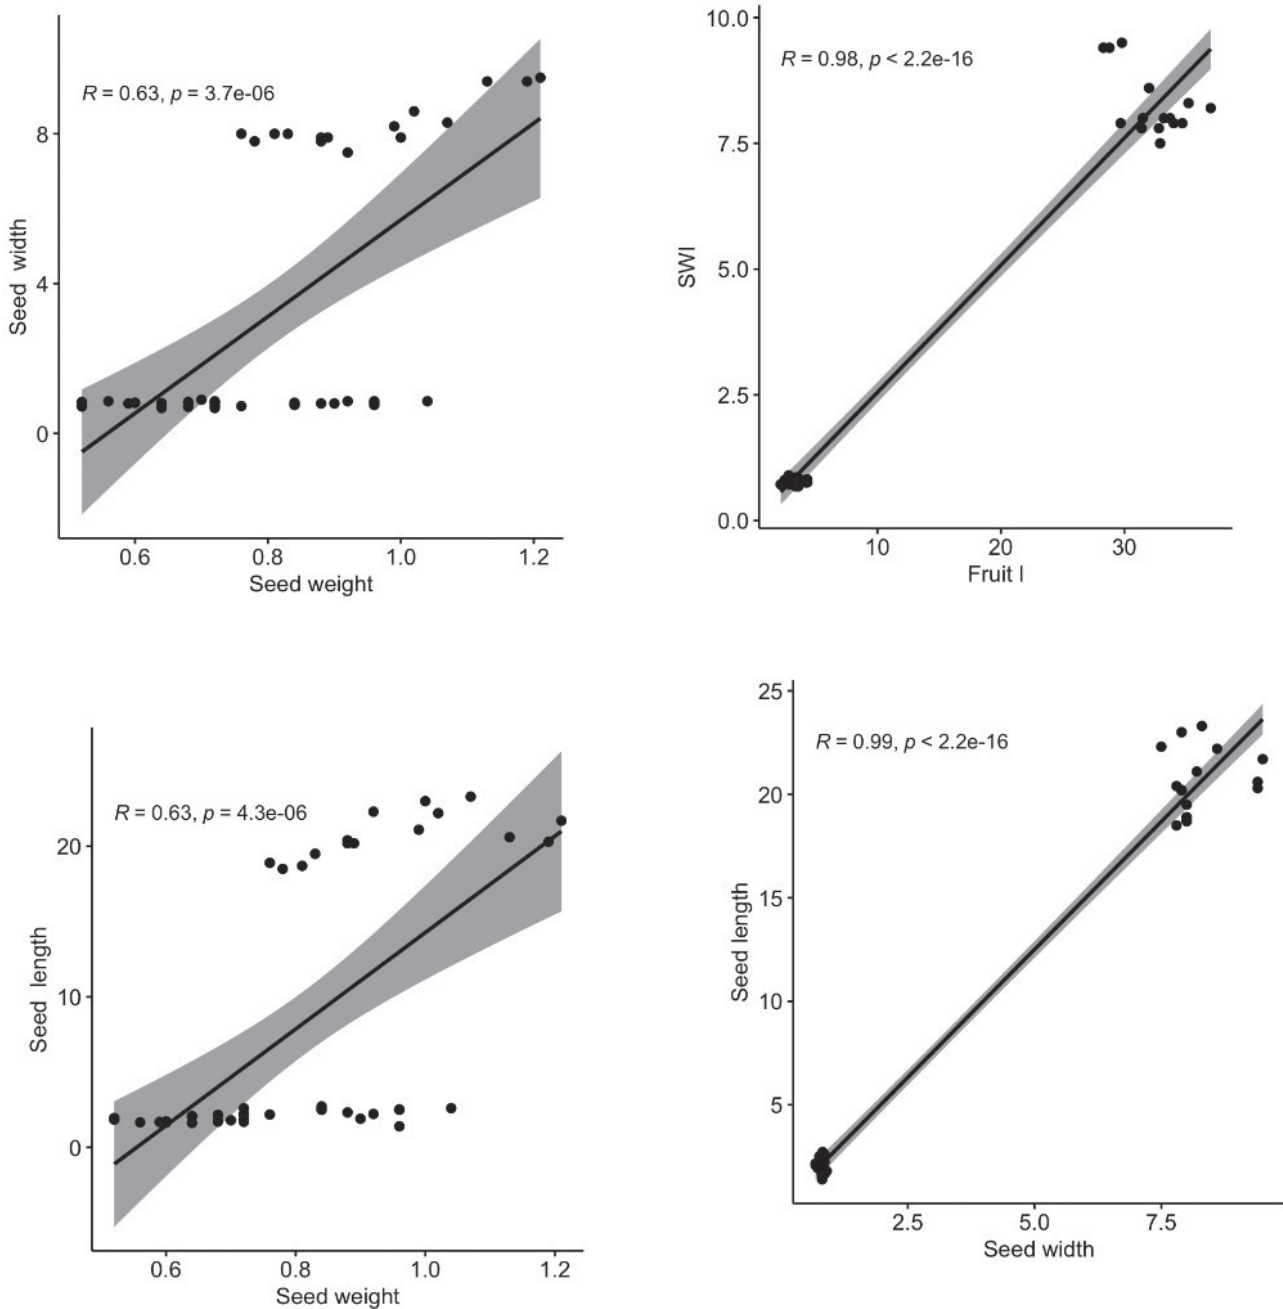 R = 0.63, p = 3.7e-06
8
4
0
Seed width
0.6 0.8 1.0 1.2
Seed weight
10.0
R = 0.98, p < 2.2e-16
7.5
5.0
2.5
0.0
SWI
10 20 30
Fruit l
R = 0.63, p = 4.3e-06
20
10
0
Seed length
0.6 0.8 1.0 1.2
Seed weight
25
R = 0.99, p < 2.2e-16
20
15
10
5
Seed length
2.5 5.0 7.5
Seed width